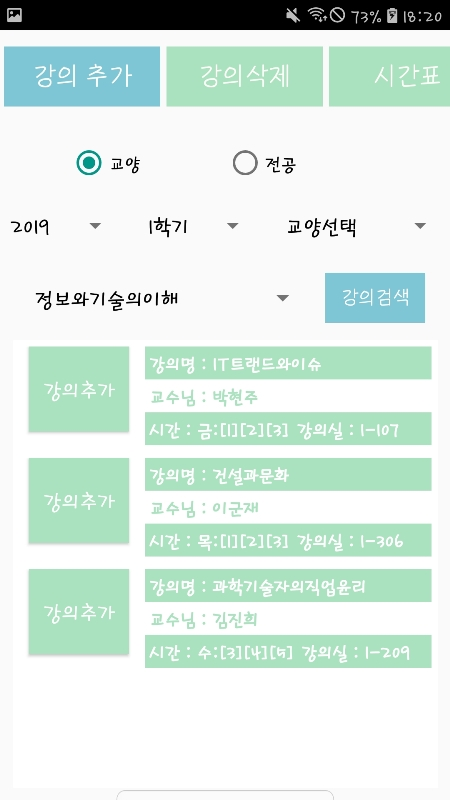 73% 18:20
강의 추가 강의삭제 시간표
교양 전공
2019 1학기 교양선택
정보와기술의이해 강의검색
강의추가
강의명 : IT트랜드와이슈
교수님 : 박현주
시간 : 금:[1][2][3] 강의실 : 1-107
강의추가
강의명 : 건설과문화
교수님 : 이군재
시간 : 목:[1][2][3] 강의실 : 1-306
강의추가
강의명 : 과학기술자의직업윤리
교수님 : 김진희
시간 : 수:[3][4][5] 강의실 : 1-209